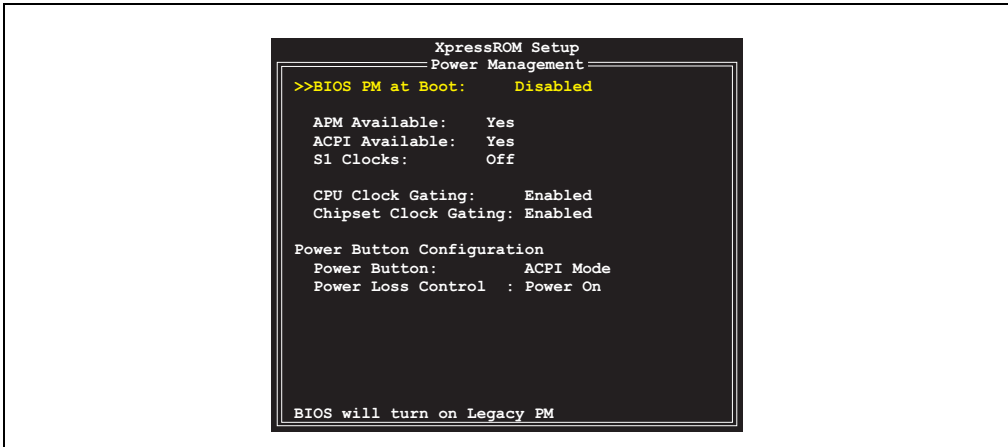 XpressROM Setup
Power Management
>>BIOS PM at Boot: Disabled
APM Available: Yes
ACPI Available: Yes
S1 Clocks: Off
CPU Clock Gating: Enabled
Chipset Clock Gating: Enabled
Power Button Configuration
Power Button: ACPI Mode
Power Loss Control : Power On
BIOS will turn on Legacy PM